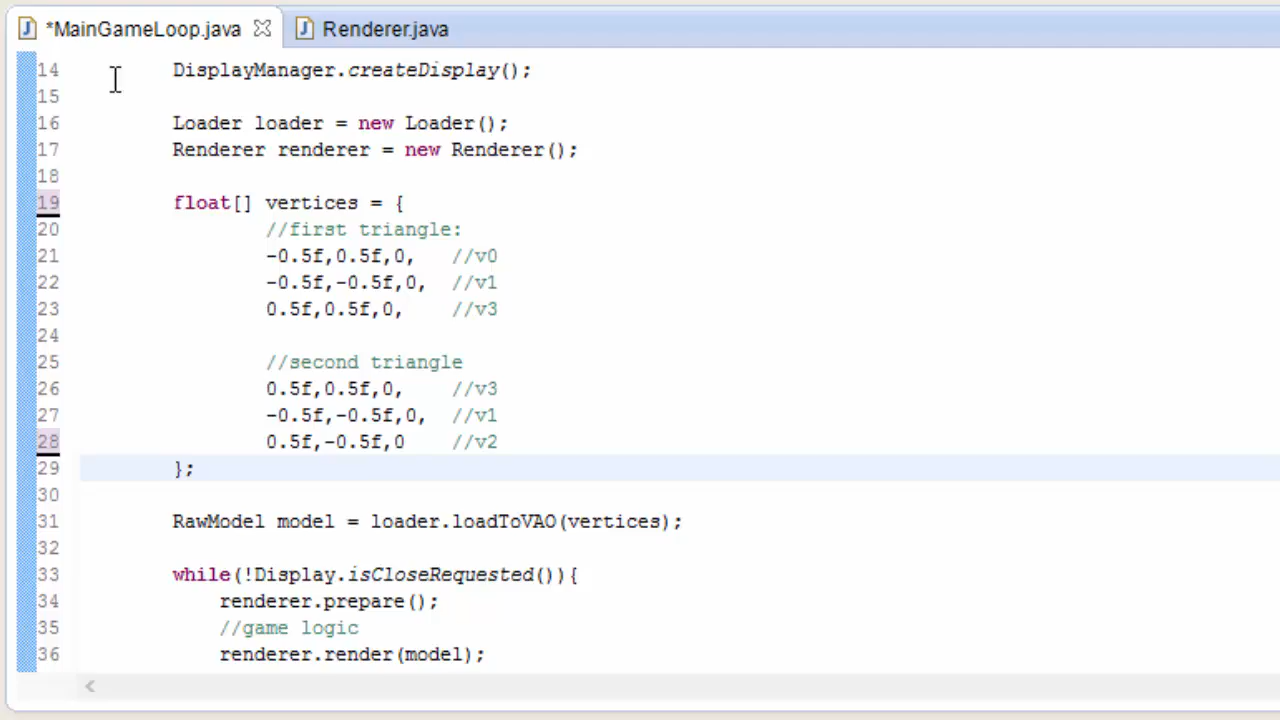 *MainGameLoop.java Renderer.java
14 DisplayManager.createDisplay();
15
16 Loader loader = new Loader();
17 Renderer renderer = new Renderer();
18
19 float[] vertices = {
20 //first triangle:
21 -0.5f,0.5f,0, //v0
22 -0.5f,-0.5f,0, //v1
23 0.5f,0.5f,0, //v3
24
25 //second triangle
26 0.5f,0.5f,0, //v3
27 -0.5f,-0.5f,0, //v1
28 0.5f,-0.5f,0 //v2
29 };
30
31 RawModel model = loader.loadToVAO(vertices);
32
33 while(!Display.isCloseRequested()){
34 renderer.prepare();
35 //game logic
36 renderer.render(model);